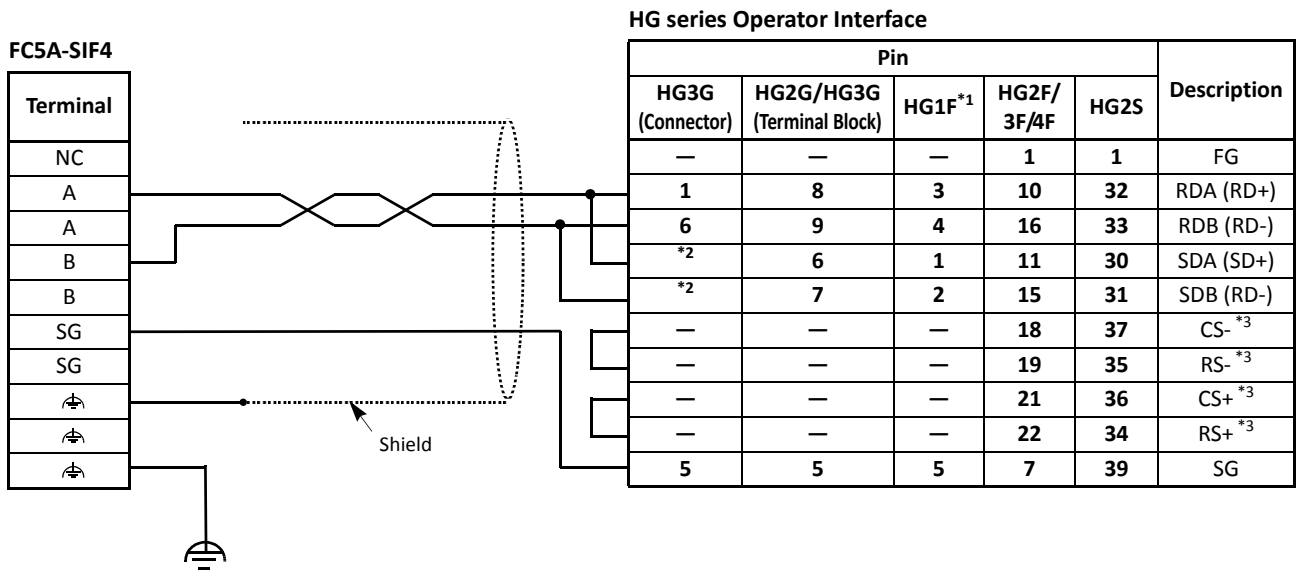 HG series Operator Interface
FC5A-SIF4
Terminal
NC
A
A
B
B
SG
SG
Shield
Pin
Description
HG3G (Connector)
HG2G/HG3G (Terminal Block)
HG1F*1
HG2F/ 3F/4F
HG2S
— — — 1 1 FG
1 8 3 10 32 RDA (RD+)
6 9 4 16 33 RDB (RD-)
*2 6 1 11 30 SDA (SD+)
*2 7 2 15 31 SDB (RD-)
— — — 18 37 CS- *3
— — — 19 35 RS- *3
— — — 21 36 CS+ *3
— — — 22 34 RS+ *3
5 5 5 7 39 SG